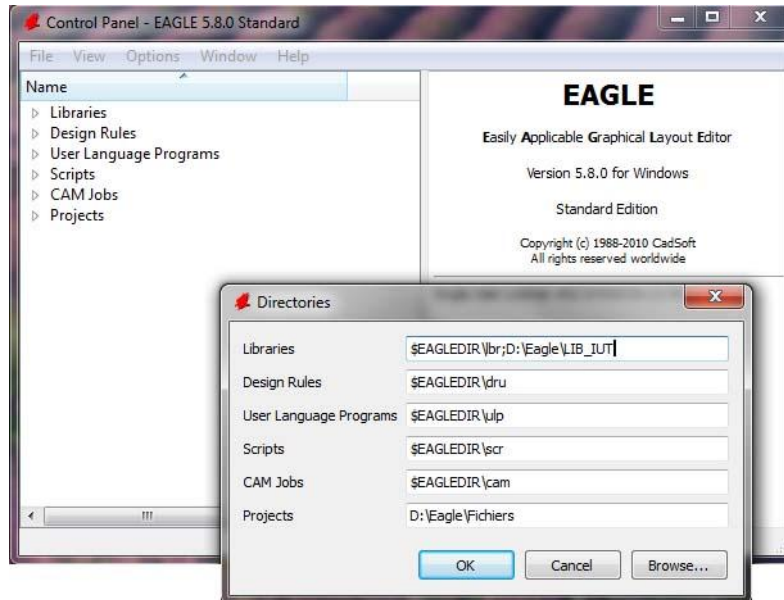 Control Panel - EAGLE 5.8.0 Standard
File View Options Window Help
Name
Libraries
Design Rules
User Language Programs
Scripts
CAM Jobs
Projects
EAGLE
Easily Applicable Graphical Layout Editor
Version 5.8.0 for Windows
Standard Edition
Copyright (c) 1988-2010 CadSoft
All rights reserved worldwide
Directories
Libraries $EAGLEDIR\lbr;D:\Eagle\LIB_IUT
Design Rules $EAGLEDIR\dru
User Language Programs $EAGLEDIR\ulp
Scripts $EAGLEDIR\scr
CAM Jobs $EAGLEDIR\cam
Projects D:\Eagle\Fichiers
OK Cancel Browse...